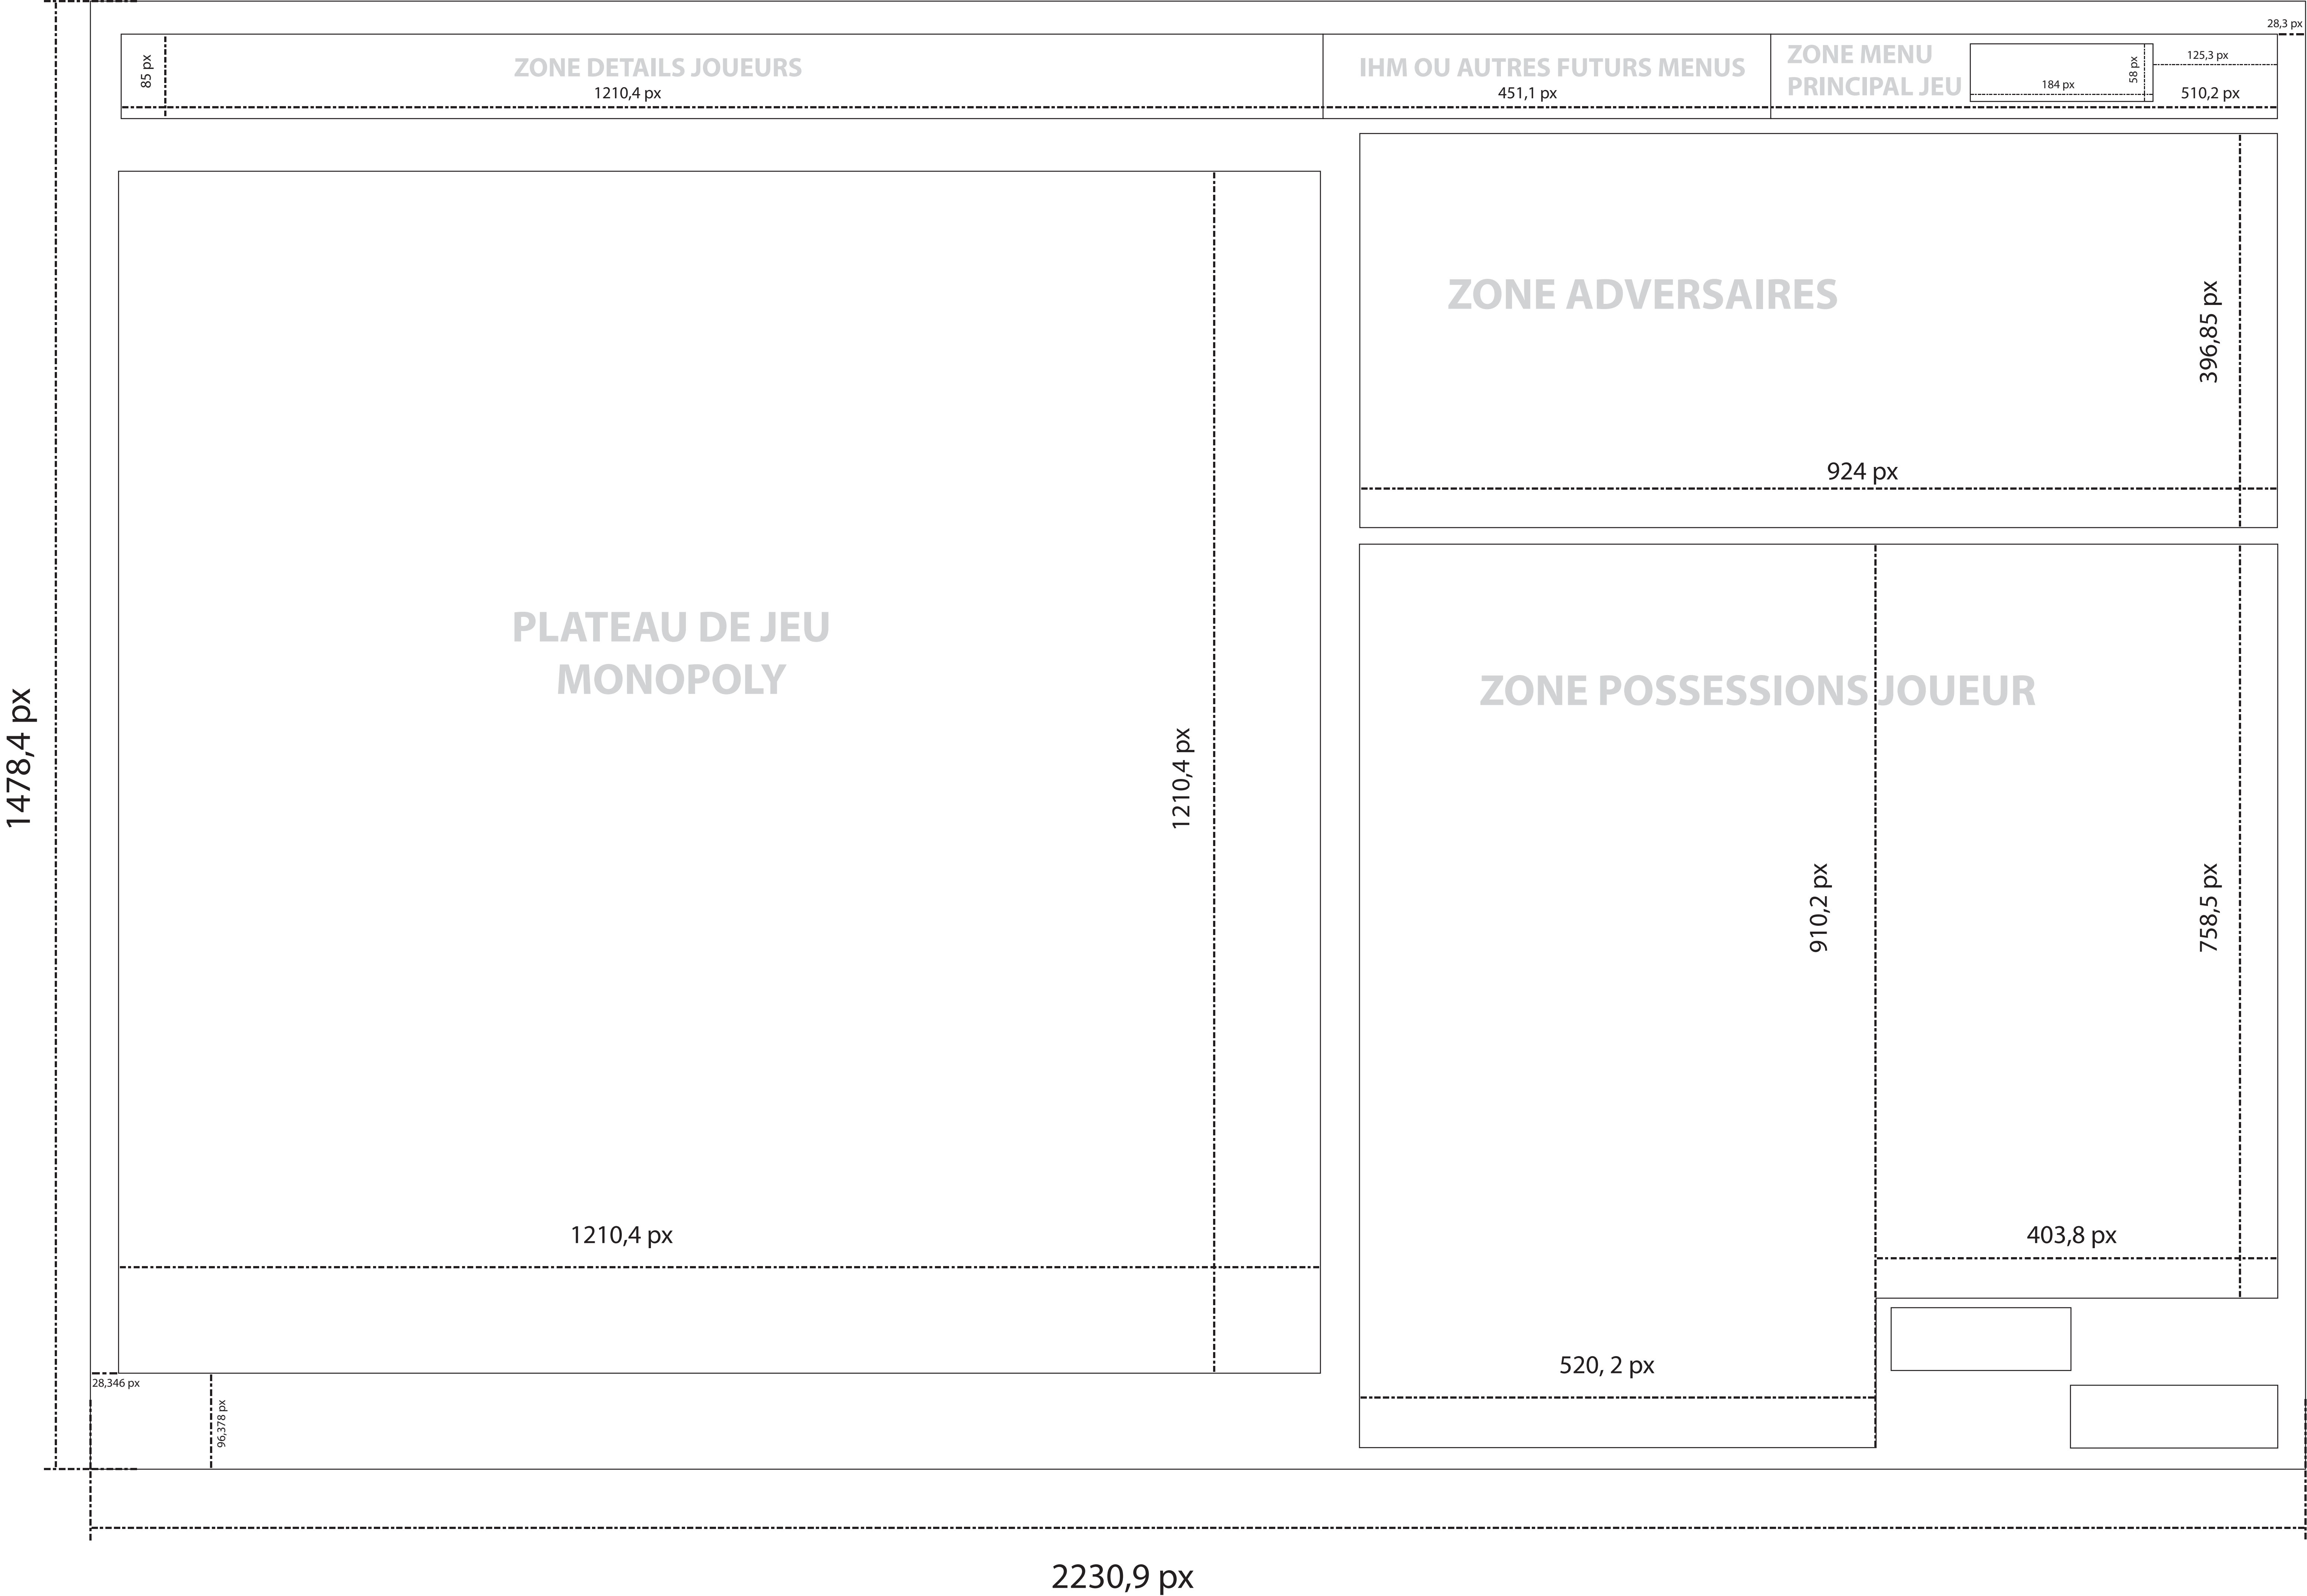 28,3 px
85 px
ZONE DETAILS JOUEURS
1210,4 px
IHM OU AUTRES FUTURS MENUS
451,1 px
ZONE MENU
PRINCIPAL JEU
184 px
58 px
125,3 px
510,2 px
ZONE ADVERSAIRES
396,85 px
924 px
PLATEAU DE JEU
MONOPOLY
1210,4 px
1210,4 px
ZONE POSSESSIONS JOUEUR
910,2 px
758,5 px
403,8 px
520, 2 px
1478,4 px
28,346 px
96,378 px
2230,9 px